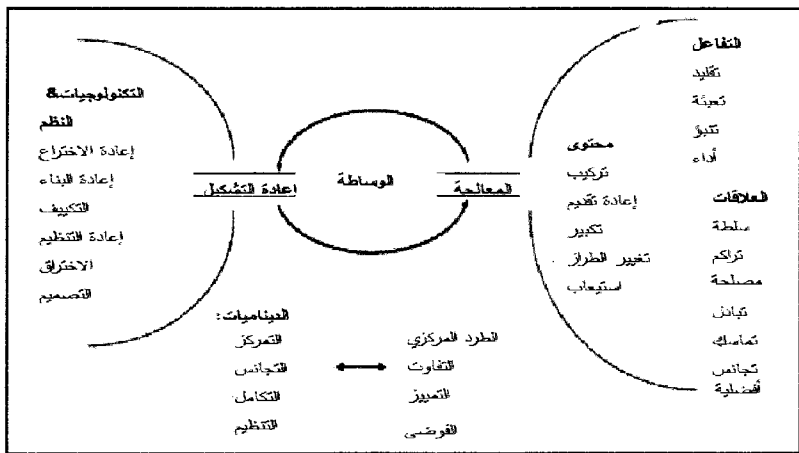 التفاعل
تقليد
تعبئة
تنبؤ
أداء
العلاقات
سلطة
تراكم
مصلحة
تبادل
تماسك
تجانس
أفضلية
محتوى
تركيب
إعادة تقديم
تكبير
تغيير الطراز
استيعاب
المعالجة
الوساطة
اعادة التشكيل
التكنولوجيات&
النظم
إعادة الاختراع
إعادة البناء
التكييف
إعادة التنظيم
الاختراق
التصميم
الديناميات:
الطرد المركزي التمركز
التفاوت التجانس
التمييز التكامل
الفوضى التنظيم